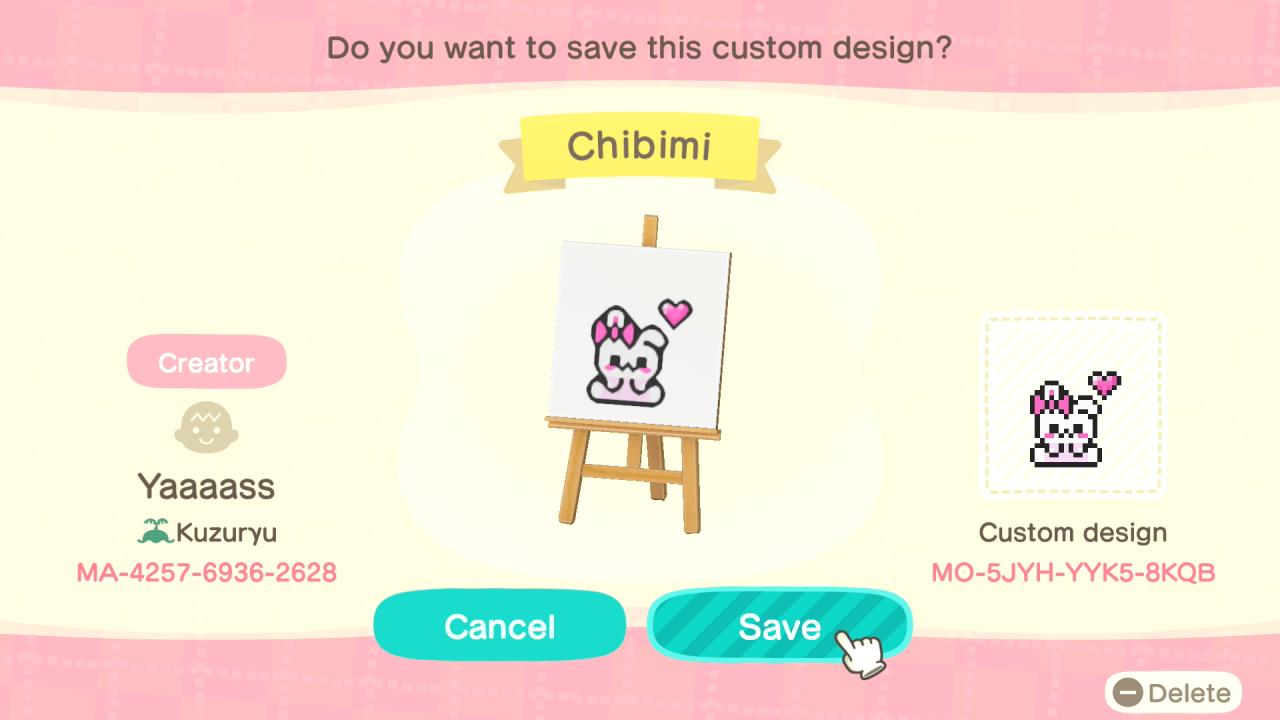 Do you want to save this custom design?
Chibimi
Creator
Yaaaass
Kuzuryu
MA-4257-6936-2628
Custom design
MO-5JYH-YYK5-8KQB
Cancel
Save
Delete